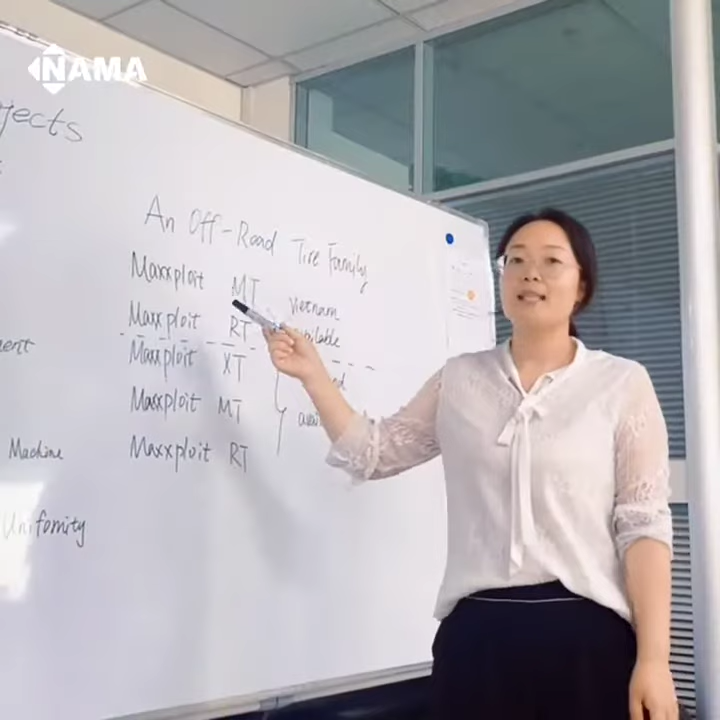 NAMA
jects
An Off-Road Tire Family
Maxxploit MT Vietnam
Maxxploit RT
Maxxploit XT
Maxxploit MT
Maxxploit RT
Machine
Uniformity